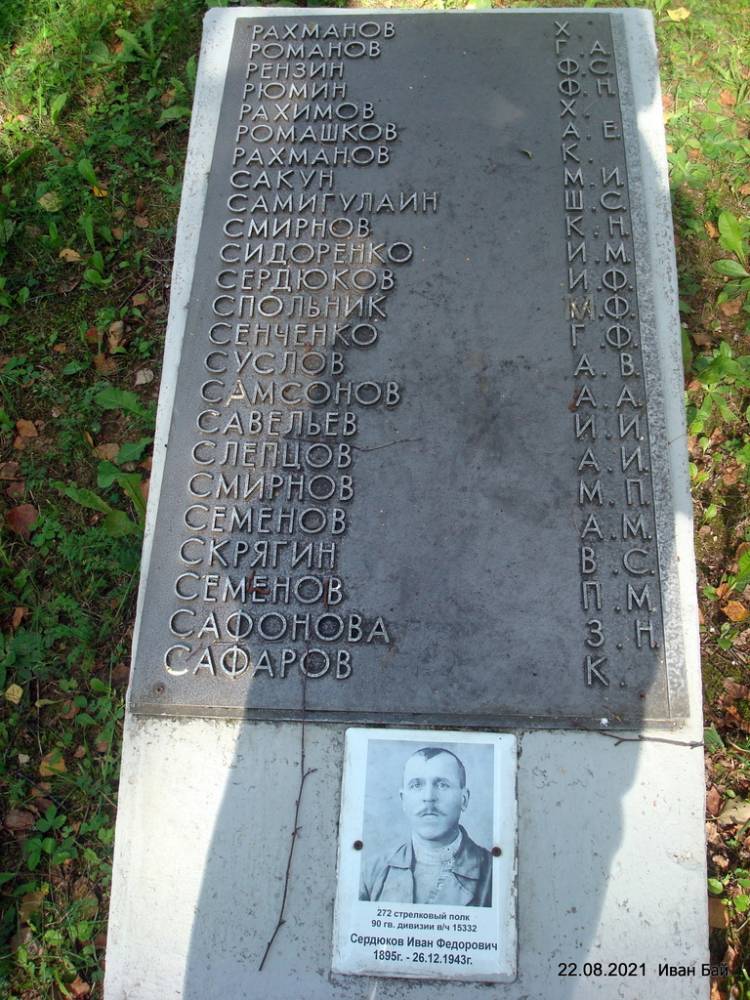 РАХМАНОВ Х.
РОМАНОВ Г. А.
РЕНЗИН Ф. С.
РЮМИН Ф. Н.
РАХИМОВ Х.
РОМАШКОВ А. Е.
РАХМАНОВ К.
САКУН М. И.
САМИГУЛАИН Ш. С.
СМИРНОВ К. Н.
СИДОРЕНКО И. М.
СЕРДЮКОВ И. Ф.
СПОЛЬНИК М. Ф.
СЕНЧЕНКО Г. Ф.
СУСЛОВ А. В.
САМСОНОВ А. А.
САВЕЛЬЕВ И. И.
СЛЕПЦОВ А. И.
СМИРНОВ М. П.
СЕМЕНОВ А. М.
СКРЯГИН В. С.
СЕМЕНОВ П. М.
САФОНОВА З. Н.
САФАРОВ К.
272 стрелковый полк
90 гв. дивизии в/ч 15332
Сердюков Иван Федорович
1895г. - 26.12.1943г.
22.08.2021 Иван Бай